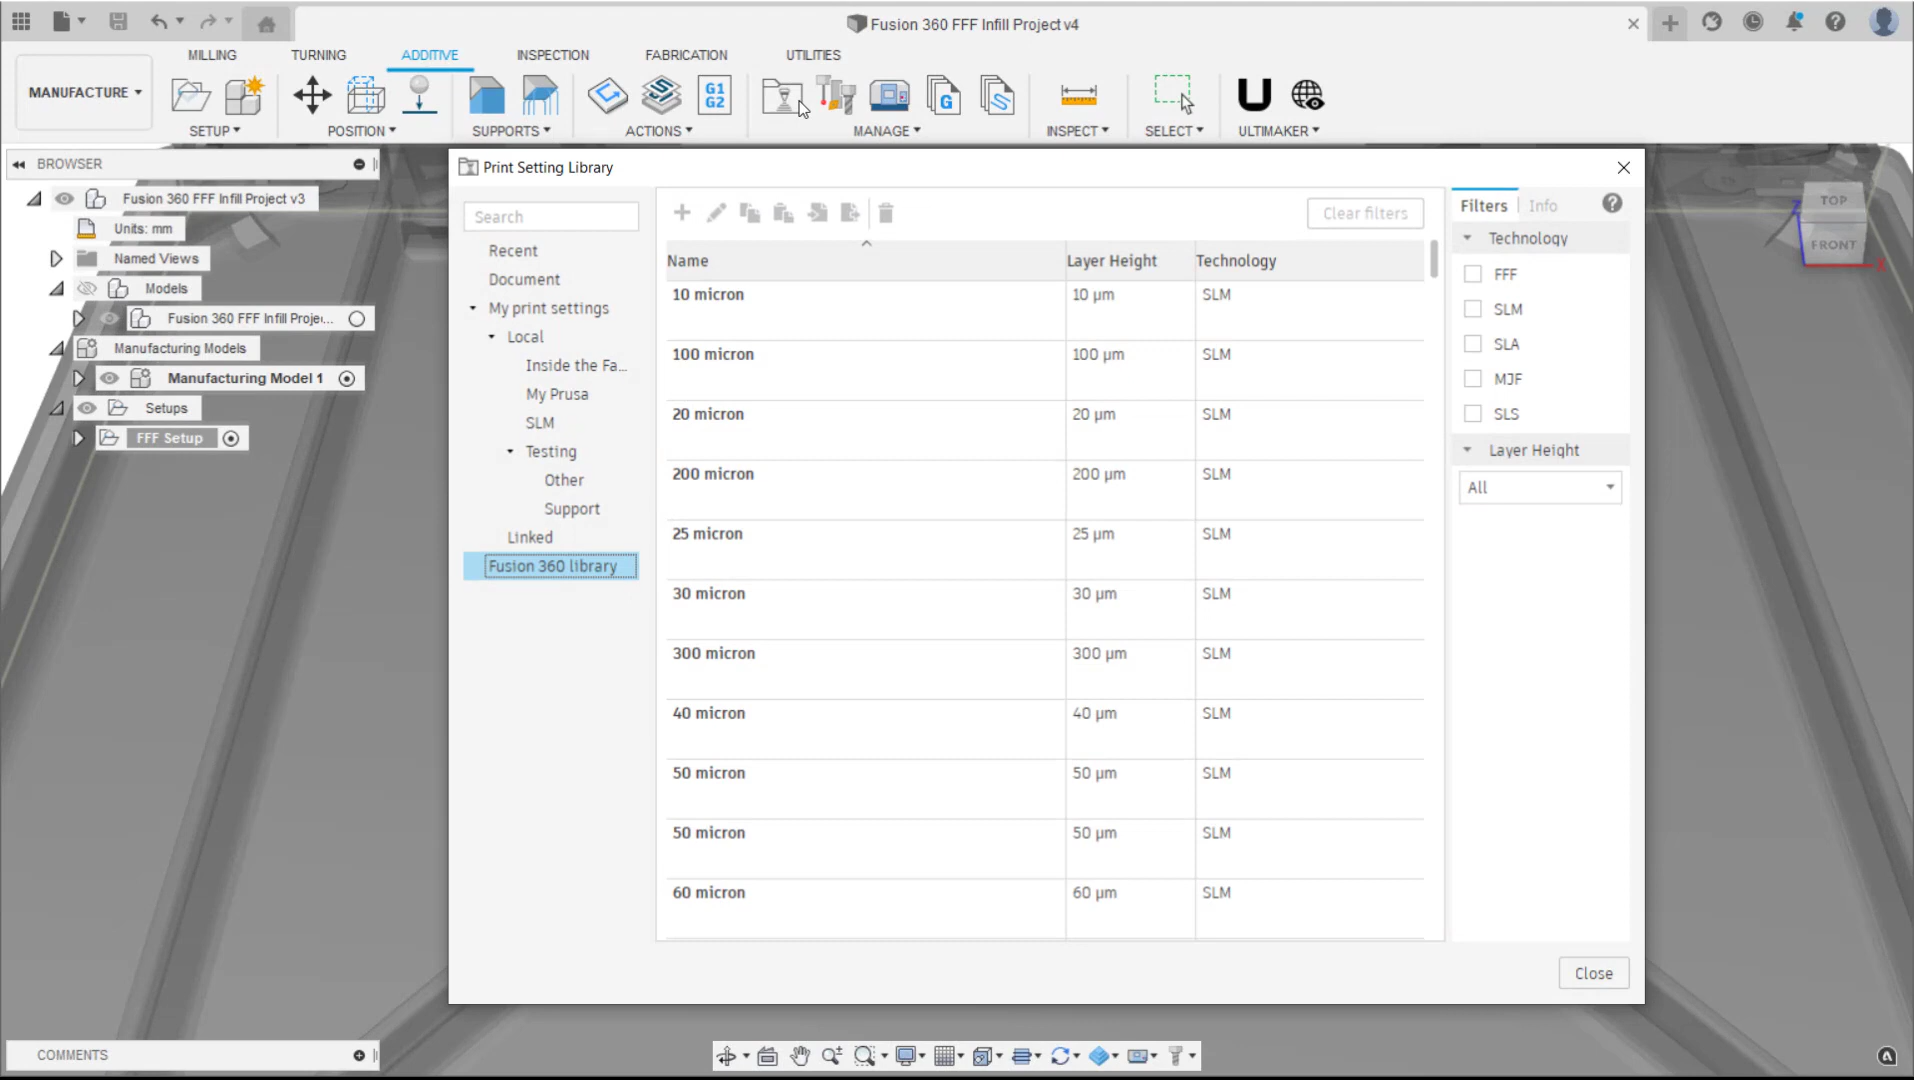 Fusion 360 FFF Infill Project v4
MANUFACTURE
MILLING
TURNING
ADDITIVE
INSPECTION
FABRICATION
UTILITIES
G1
G2
G
SETUP
POSITION
SUPPORTS
ACTIONS
MANAGE
INSPECT
SELECT
ULTIMAKER
BROWSER
Fusion 360 FFF Infill Project v3
Units: mm
Named Views
Models
Fusion 360 FFF Infill Proje...
Manufacturing Models
Manufacturing Model 1
Setups
FFF Setup
Print Setting Library
Search
Recent
Document
My print settings
Local
Inside the Fa...
My Prusa
SLM
Testing
Other
Support
Linked
Fusion 360 library
Clear filters
Name Layer Height Technology
10 micron 10 µm SLM
100 micron 100 µm SLM
20 micron 20 µm SLM
200 micron 200 µm SLM
25 micron 25 µm SLM
30 micron 30 µm SLM
300 micron 300 µm SLM
40 micron 40 µm SLM
50 micron 50 µm SLM
50 micron 50 µm SLM
60 micron 60 µm SLM
Filters Info
Technology
FFF
SLM
SLA
MJF
SLS
Layer Height
All
Close
TOP
FRONT
Z
X
COMMENTS